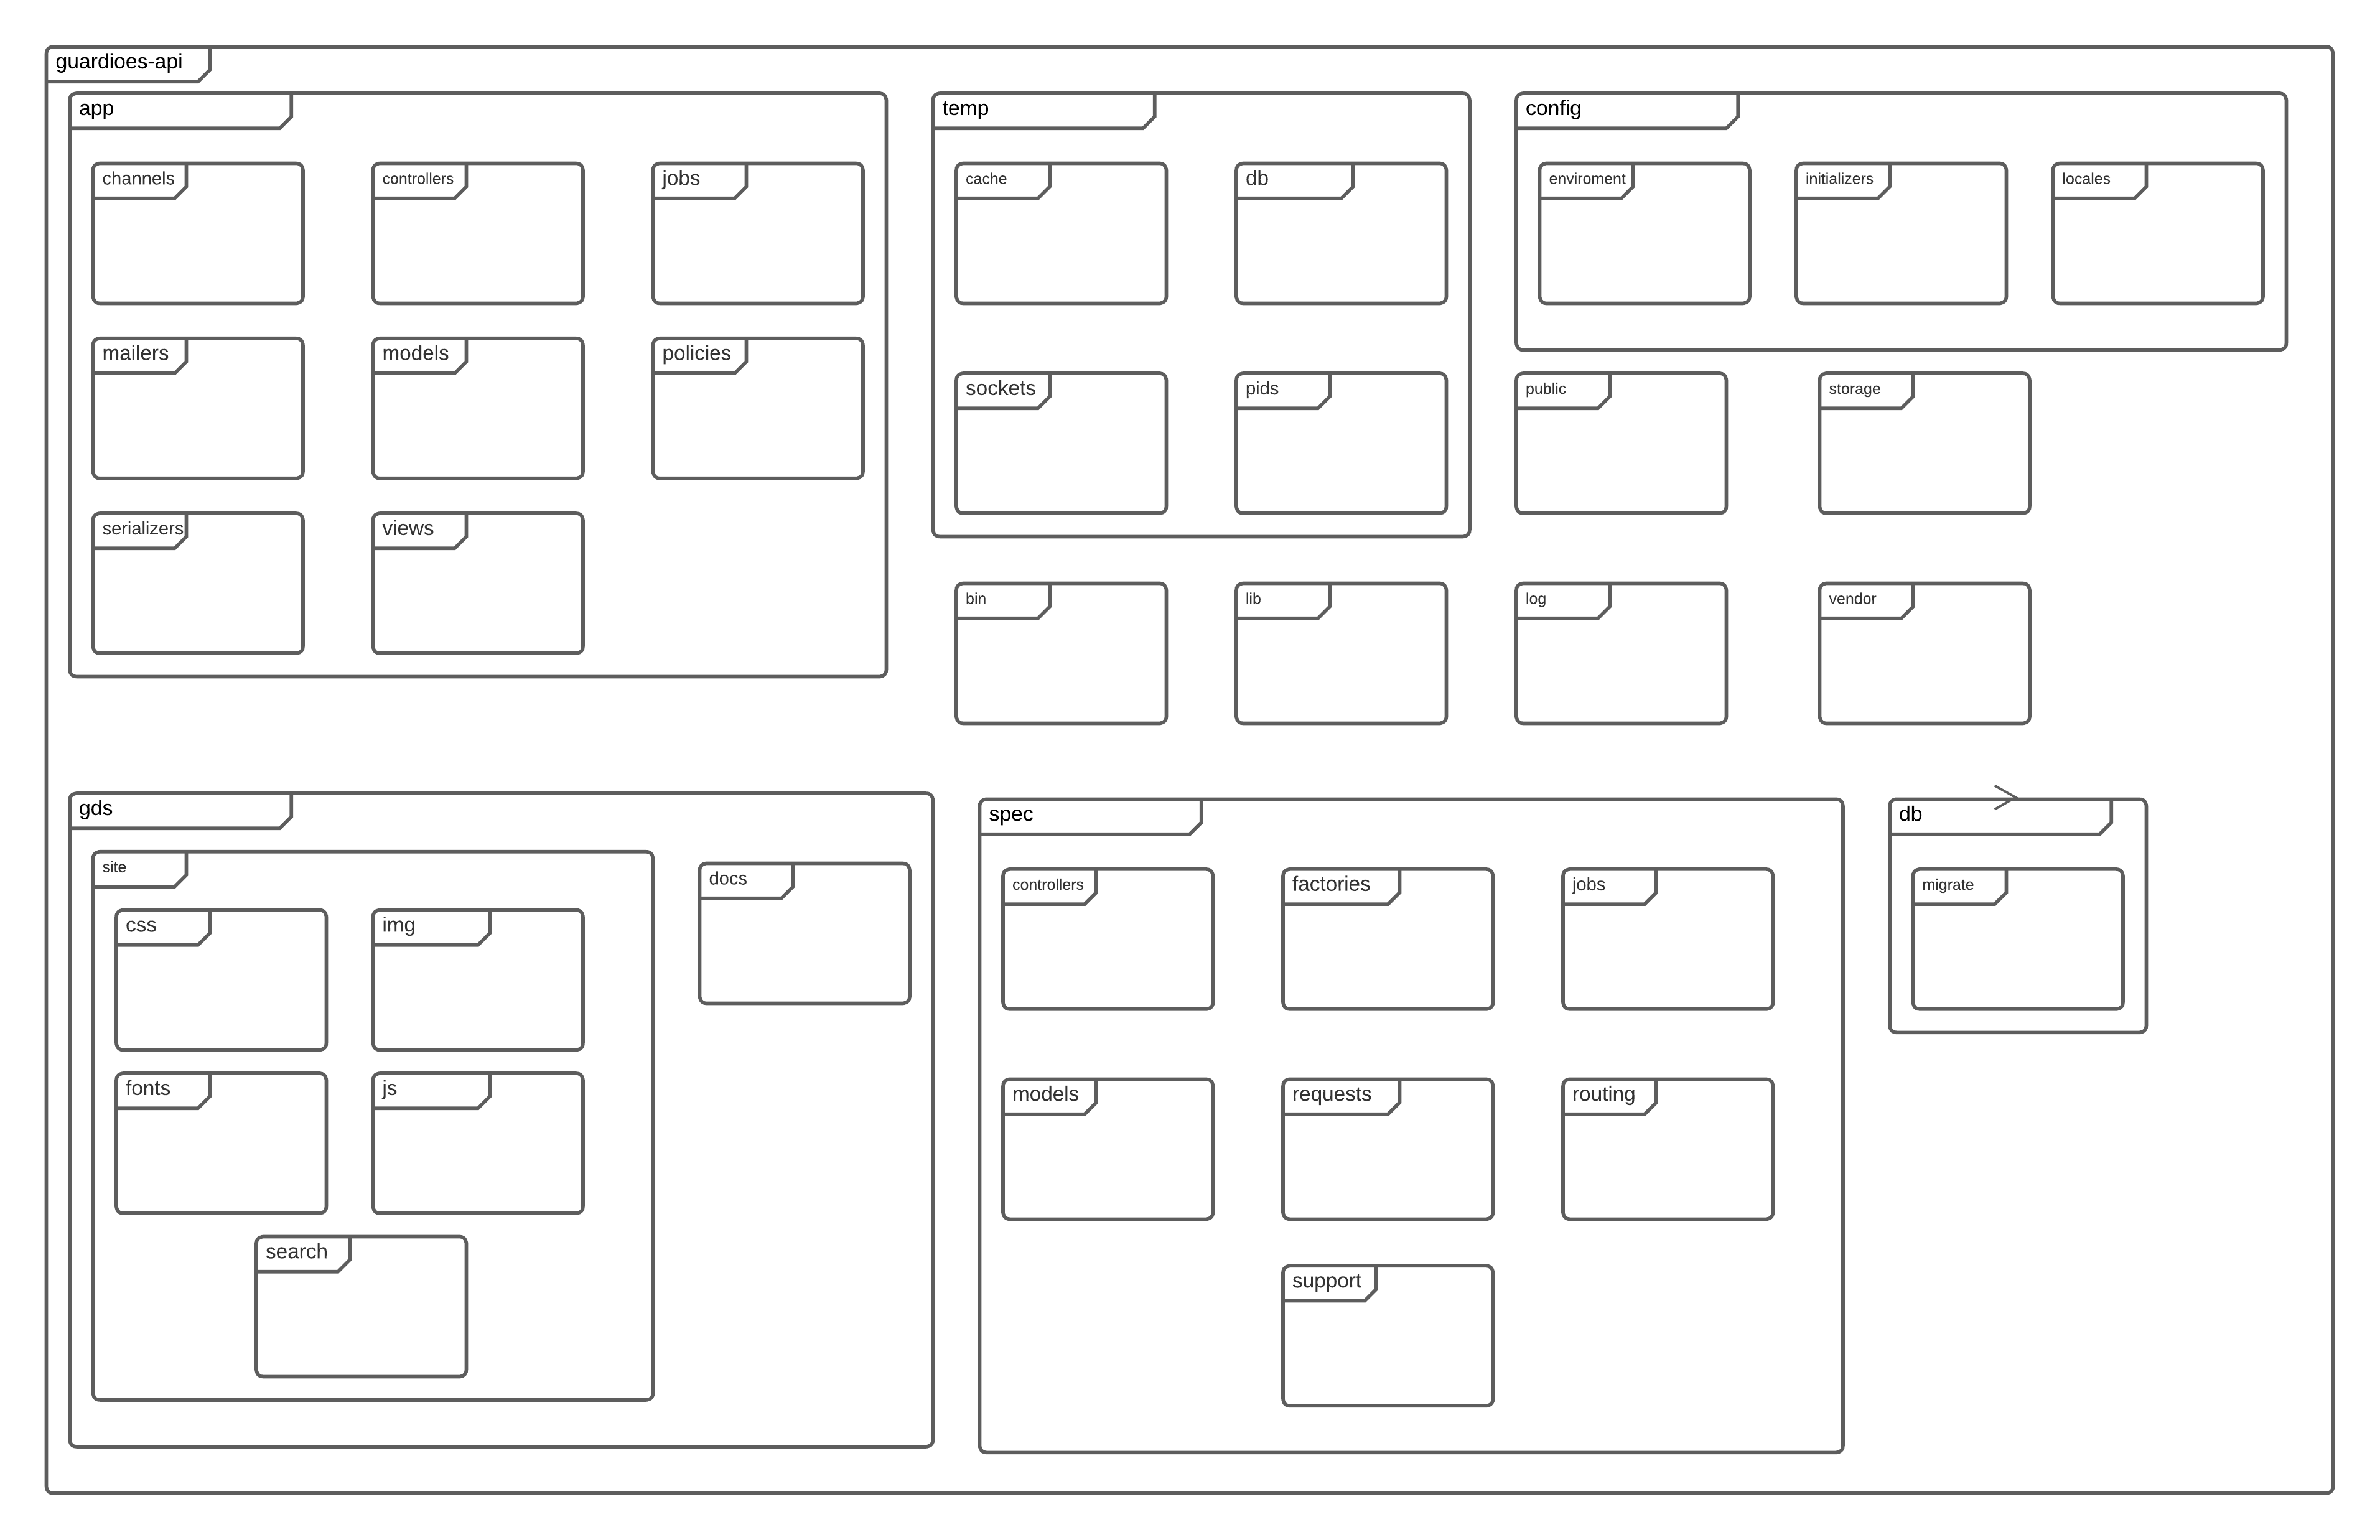 guardioes-api
app
channels
controllers
jobs
mailers
models
policies
serializers
views
temp
cache
db
sockets
pids
config
enviroment
initializers
locales
public
storage
bin
lib
log
vendor
gds
site
css
img
fonts
js
search
docs
spec
controllers
factories
jobs
models
requests
routing
support
db
migrate